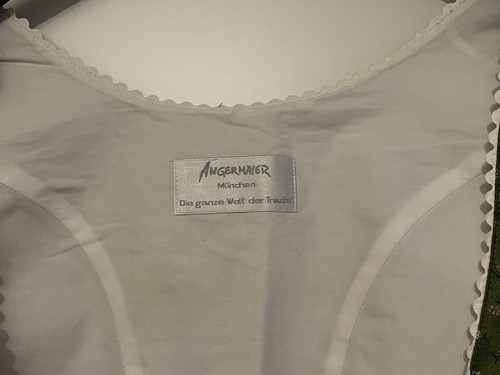 ANGERMAIER
München
Die ganze Welt der Tracht